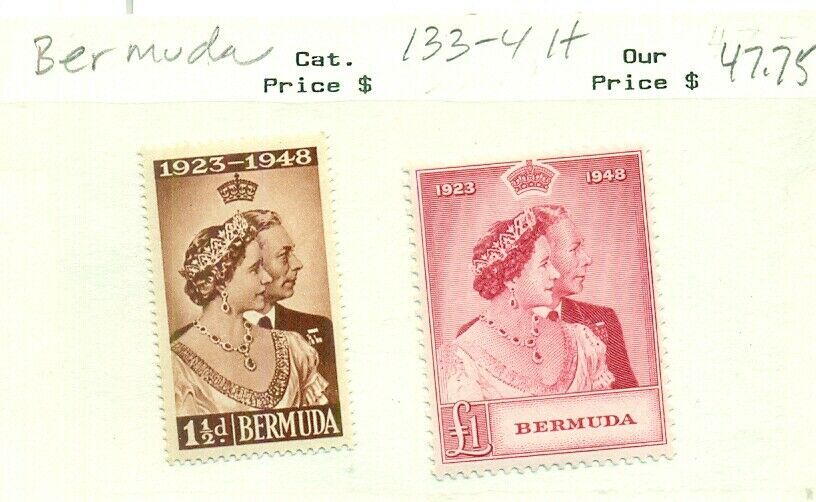 Bermuda Cat. Price $ 133-4 H Our Price $ 47.75
1923-1948
1923 1948
1½d BERMUDA
£1 BERMUDA